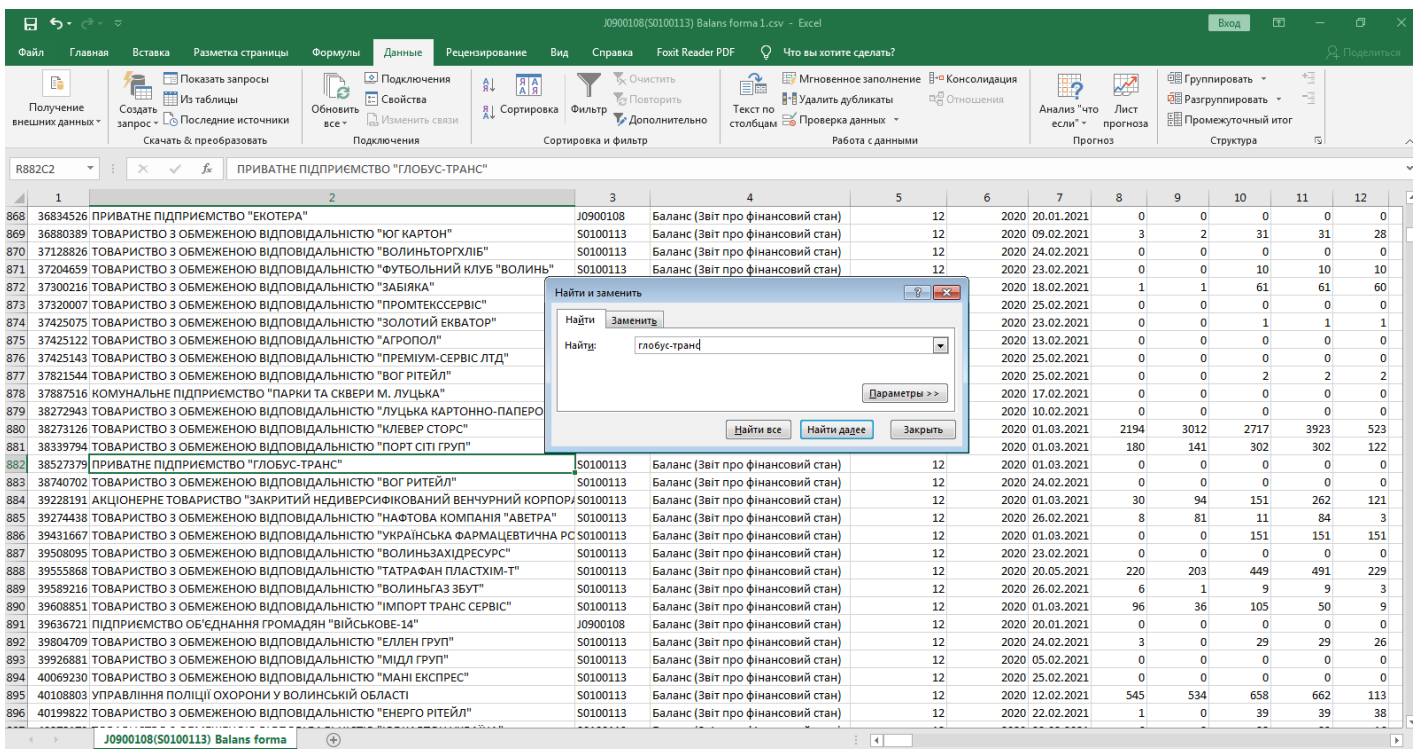 J0900108(S0100113) Balans forma 1.csv - Excel
Вход
Файл Главная Вставка Разметка страницы Формулы Данные Рецензирование Вид Справка Foxit Reader PDF Что вы хотите сделать? Поделиться
Получение внешних данных
Создать запрос
Показать запросы
Из таблицы
Последние источники
Скачать & преобразовать
Обновить все
Подключения
Свойства
Изменить связи
Подключения
Сортировка
Фильтр
Очистить
Повторить
Дополнительно
Сортировка и фильтр
Текст по столбцам
Мгновенное заполнение
Удалить дубликаты
Проверка данных
Консолидация
Отношения
Работа с данными
Анализ "что если"
Лист прогноза
Прогноз
Группировать
Разгруппировать
Промежуточный итог
Структура
R882C2 fx ПРИВАТНЕ ПІДПРИЄМСТВО "ГЛОБУС-ТРАНС"
1 2 3 4 5 6 7 8 9 10 11 12
868 36834526 ПРИВАТНЕ ПІДПРИЄМСТВО "ЕКОТЕРА" J0900108 Баланс (Звіт про фінансовий стан) 12 2020 20.01.2021 0 0 0 0 0
869 36880389 ТОВАРИСТВО З ОБМЕЖЕНОЮ ВІДПОВІДАЛЬНІСТЮ "ЮГ КАРТОН" S0100113 Баланс (Звіт про фінансовий стан) 12 2020 09.02.2021 3 2 31 31 28
870 37128826 ТОВАРИСТВО З ОБМЕЖЕНОЮ ВІДПОВІДАЛЬНІСТЮ "ВОЛИНЬТОРГХЛІБ" S0100113 Баланс (Звіт про фінансовий стан) 12 2020 24.02.2021 0 0 0 0 0
871 37204659 ТОВАРИСТВО З ОБМЕЖЕНОЮ ВІДПОВІДАЛЬНІСТЮ "ФУТБОЛЬНИЙ КЛУБ "ВОЛИНЬ" S0100113 Баланс (Звіт про фінансовий стан) 12 2020 23.02.2021 0 0 10 10 10
872 37300216 ТОВАРИСТВО З ОБМЕЖЕНОЮ ВІДПОВІДАЛЬНІСТЮ "ЗАБІЯКА" 2020 18.02.2021 1 1 61 61 60
873 37320007 ТОВАРИСТВО З ОБМЕЖЕНОЮ ВІДПОВІДАЛЬНІСТЮ "ПРОМТЕКССЕРВІС" 2020 25.02.2021 0 0 0 0 0
874 37425075 ТОВАРИСТВО З ОБМЕЖЕНОЮ ВІДПОВІДАЛЬНІСТЮ "ЗОЛОТИЙ ЕКВАТОР" 2020 23.02.2021 0 0 1 1 1
875 37425122 ТОВАРИСТВО З ОБМЕЖЕНОЮ ВІДПОВІДАЛЬНІСТЮ "АГРОПОЛ" 2020 13.02.2021 0 0 0 0 0
876 37425143 ТОВАРИСТВО З ОБМЕЖЕНОЮ ВІДПОВІДАЛЬНІСТЮ "ПРЕМІУМ-СЕРВІС ЛТД" 2020 25.02.2021 0 0 0 0 0
877 37821544 ТОВАРИСТВО З ОБМЕЖЕНОЮ ВІДПОВІДАЛЬНІСТЮ "ВОГ РІТЕЙЛ" 2020 25.02.2021 0 0 2 2 2
878 37887516 КОМУНАЛЬНЕ ПІДПРИЄМСТВО "ПАРКИ ТА СКВЕРИ М. ЛУЦЬКА" 2020 17.02.2021 0 0 0 0 0
879 38272943 ТОВАРИСТВО З ОБМЕЖЕНОЮ ВІДПОВІДАЛЬНІСТЮ "ЛУЦЬКА КАРТОННО-ПАПЕРО 2020 10.02.2021 0 0 0 0 0
880 38273126 ТОВАРИСТВО З ОБМЕЖЕНОЮ ВІДПОВІДАЛЬНІСТЮ "КЛЕВЕР СТОРС" 2020 01.03.2021 2194 3012 2717 3923 523
881 38339794 ТОВАРИСТВО З ОБМЕЖЕНОЮ ВІДПОВІДАЛЬНІСТЮ "ПОРТ СІТІ ГРУП" 2020 01.03.2021 180 141 302 302 122
Найти и заменить
Найти Заменить
Найти: глобус-транс
Параметры >>
Найти все Найти далее Закрыть
882 38527379 ПРИВАТНЕ ПІДПРИЄМСТВО "ГЛОБУС-ТРАНС" S0100113 Баланс (Звіт про фінансовий стан) 12 2020 01.03.2021 0 0 0 0 0
883 38740702 ТОВАРИСТВО З ОБМЕЖЕНОЮ ВІДПОВІДАЛЬНІСТЮ "ВОГ РИТЕЙЛ" S0100113 Баланс (Звіт про фінансовий стан) 12 2020 24.02.2021 0 0 0 0 0
884 39228191 АКЦІОНЕРНЕ ТОВАРИСТВО "ЗАКРИТИЙ НЕДИВЕРСИФІКОВАНИЙ ВЕНЧУРНИЙ КОРПОРА S0100113 Баланс (Звіт про фінансовий стан) 12 2020 01.03.2021 30 94 151 262 121
885 39274438 ТОВАРИСТВО З ОБМЕЖЕНОЮ ВІДПОВІДАЛЬНІСТЮ "НАФТОВА КОМПАНІЯ "АВЕТРА" S0100113 Баланс (Звіт про фінансовий стан) 12 2020 26.02.2021 8 81 11 84 3
886 39431667 ТОВАРИСТВО З ОБМЕЖЕНОЮ ВІДПОВІДАЛЬНІСТЮ "УКРАЇНСЬКА ФАРМАЦЕВТИЧНА РО S0100113 Баланс (Звіт про фінансовий стан) 12 2020 01.03.2021 0 0 151 151 151
887 39508095 ТОВАРИСТВО З ОБМЕЖЕНОЮ ВІДПОВІДАЛЬНІСТЮ "ВОЛИНЬЗАХІДРЕСУРС" S0100113 Баланс (Звіт про фінансовий стан) 12 2020 23.02.2021 0 0 0 0 0
888 39555868 ТОВАРИСТВО З ОБМЕЖЕНОЮ ВІДПОВІДАЛЬНІСТЮ "ТАТРАФАН ПЛАСТХІМ-Т" S0100113 Баланс (Звіт про фінансовий стан) 12 2020 20.05.2021 220 203 449 491 229
889 39589216 ТОВАРИСТВО З ОБМЕЖЕНОЮ ВІДПОВІДАЛЬНІСТЮ "ВОЛИНЬГАЗ ЗБУТ" S0100113 Баланс (Звіт про фінансовий стан) 12 2020 26.02.2021 6 1 9 9 3
890 39608851 ТОВАРИСТВО З ОБМЕЖЕНОЮ ВІДПОВІДАЛЬНІСТЮ "ІМПОРТ ТРАНС СЕРВІС" S0100113 Баланс (Звіт про фінансовий стан) 12 2020 01.03.2021 96 36 105 50 9
891 39636721 ПІДПРИЄМСТВО ОБ'ЄДНАННЯ ГРОМАДЯН "ВІЙСЬКОВЕ-14" J0900108 Баланс (Звіт про фінансовий стан) 12 2020 20.01.2021 0 0 0 0 0
892 39804709 ТОВАРИСТВО З ОБМЕЖЕНОЮ ВІДПОВІДАЛЬНІСТЮ "ЕЛЛЕН ГРУП" S0100113 Баланс (Звіт про фінансовий стан) 12 2020 24.02.2021 3 0 29 29 26
893 39926881 ТОВАРИСТВО З ОБМЕЖЕНОЮ ВІДПОВІДАЛЬНІСТЮ "МІДЛ ГРУП" S0100113 Баланс (Звіт про фінансовий стан) 12 2020 05.02.2021 0 0 0 0 0
894 40069230 ТОВАРИСТВО З ОБМЕЖЕНОЮ ВІДПОВІДАЛЬНІСТЮ "МАНІ ЕКСПРЕС" S0100113 Баланс (Звіт про фінансовий стан) 12 2020 25.02.2021 0 0 0 0 0
895 40108803 УПРАВЛІННЯ ПОЛІЦІЇ ОХОРОНИ У ВОЛИНСЬКІЙ ОБЛАСТІ S0100113 Баланс (Звіт про фінансовий стан) 12 2020 12.02.2021 545 534 658 662 113
896 40199822 ТОВАРИСТВО З ОБМЕЖЕНОЮ ВІДПОВІДАЛЬНІСТЮ "ЕНЕРГО РІТЕЙЛ" S0100113 Баланс (Звіт про фінансовий стан) 12 2020 22.02.2021 1 0 39 39 38
J0900108(S0100113) Balans forma